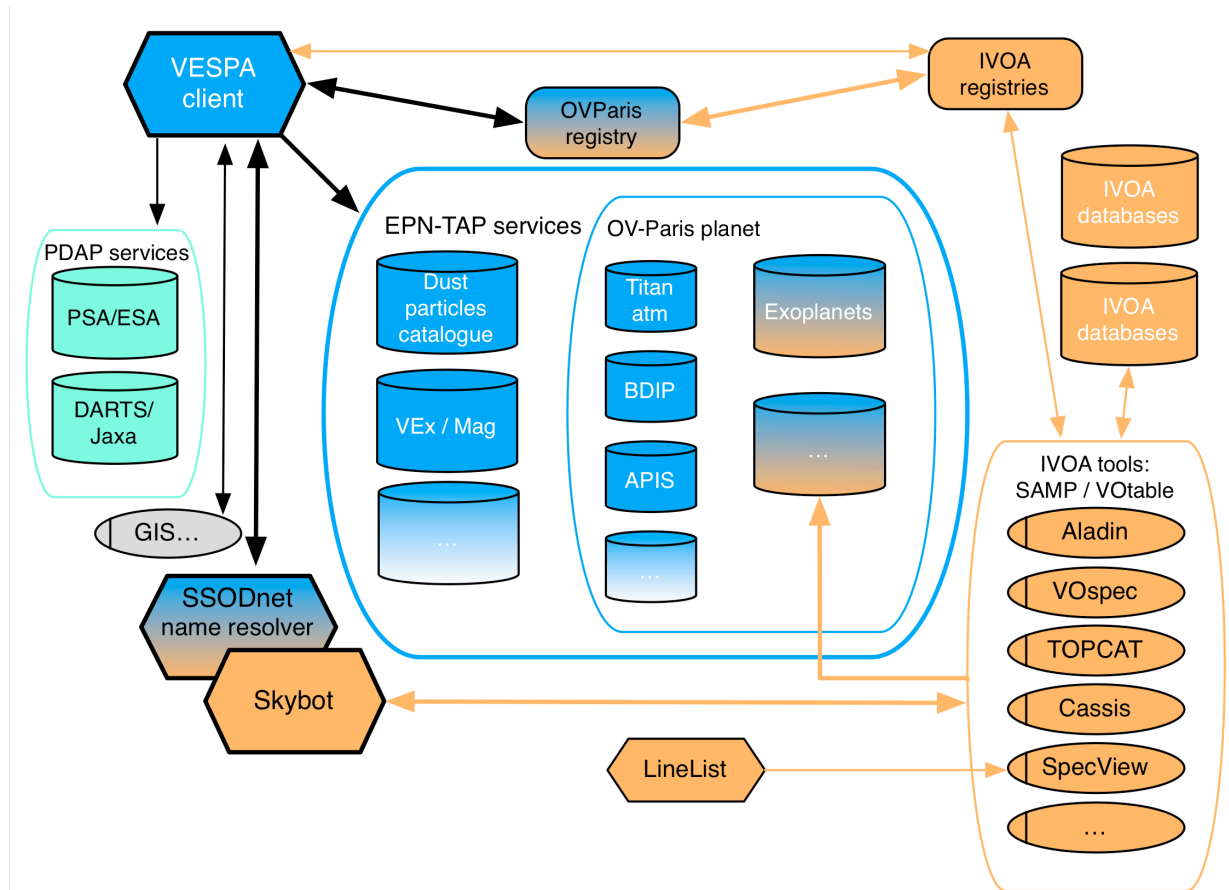 VESPA
client
IVOA
registries
OVParis
registry
IVOA
databases
IVOA
databases
PDAP services
PSA/ESA
DARTS/
Jaxa
GIS…
EPN-TAP services
Dust
particles
catalogue
VEx / Mag
…
OV-Paris planet
Titan
atm
BDIP
APIS
…
Exoplanets
…
SSODnet
name resolver
Skybot
LineList
IVOA tools:
SAMP / VOtable
Aladin
VOspec
TOPCAT
Cassis
SpecView
…